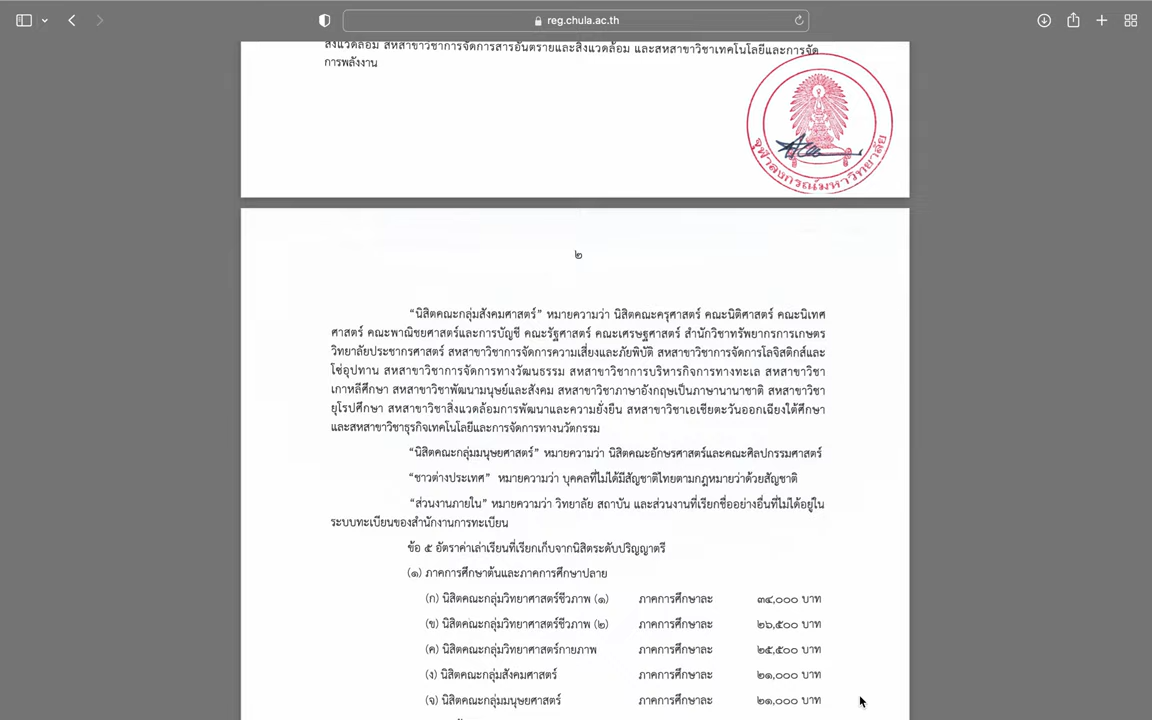 reg.chula.ac.th
สิ่งแวดล้อม สหสาขาวิชาการจัดการสารอันตรายและสิ่งแวดล้อม และสหสาขาวิชาเทคโนโลยีและการจัด
การพลังงาน
จุฬาลงกรณ์มหาวิทยาลัย
๒
“นิสิตคณะกลุ่มสังคมศาสตร์” หมายความว่า นิสิตคณะครุศาสตร์ คณะนิติศาสตร์ คณะนิเทศ
ศาสตร์ คณะพาณิชยศาสตร์และการบัญชี คณะรัฐศาสตร์ คณะเศรษฐศาสตร์ สำนักวิชาทรัพยากรการเกษตร
วิทยาลัยประชากรศาสตร์ สหสาขาวิชาการจัดการความเสี่ยงและภัยพิบัติ สหสาขาวิชาการจัดการโลจิสติกส์และ
โซ่อุปทาน สหสาขาวิชาการจัดการทางวัฒนธรรม สหสาขาวิชาการบริหารกิจการทางทะเล สหสาขาวิชา
เกาหลีศึกษา สหสาขาวิชาพัฒนามนุษย์และสังคม สหสาขาวิชาภาษาอังกฤษเป็นภาษานานาชาติ สหสาขาวิชา
ยุโรปศึกษา สหสาขาวิชาสิ่งแวดล้อมการพัฒนาและความยั่งยืน สหสาขาวิชาเอเชียตะวันออกเฉียงใต้ศึกษา
และสหสาขาวิชาธุรกิจเทคโนโลยีและการจัดการทางนวัตกรรม
“นิสิตคณะกลุ่มมนุษยศาสตร์” หมายความว่า นิสิตคณะอักษรศาสตร์และคณะศิลปกรรมศาสตร์
“ชาวต่างประเทศ” หมายความว่า บุคคลที่ไม่ได้มีสัญชาติไทยตามกฎหมายว่าด้วยสัญชาติ
“ส่วนงานภายใน” หมายความว่า วิทยาลัย สถาบัน และส่วนงานที่เรียกชื่ออย่างอื่นที่ไม่ได้อยู่ใน
ระบบทะเบียนของสำนักงานการทะเบียน
ข้อ ๕ อัตราค่าเล่าเรียนที่เรียกเก็บจากนิสิตระดับปริญญาตรี
(๑) ภาคการศึกษาต้นและภาคการศึกษาปลาย
(ก) นิสิตคณะกลุ่มวิทยาศาสตร์ชีวภาพ (๑) ภาคการศึกษาละ ๓๔,๐๐๐ บาท
(ข) นิสิตคณะกลุ่มวิทยาศาสตร์ชีวภาพ (๒) ภาคการศึกษาละ ๒๖,๕๐๐ บาท
(ค) นิสิตคณะกลุ่มวิทยาศาสตร์กายภาพ ภาคการศึกษาละ ๒๕,๕๐๐ บาท
(ง) นิสิตคณะกลุ่มสังคมศาสตร์ ภาคการศึกษาละ ๒๑,๐๐๐ บาท
(จ) นิสิตคณะกลุ่มมนุษยศาสตร์ ภาคการศึกษาละ ๒๑,๐๐๐ บาท